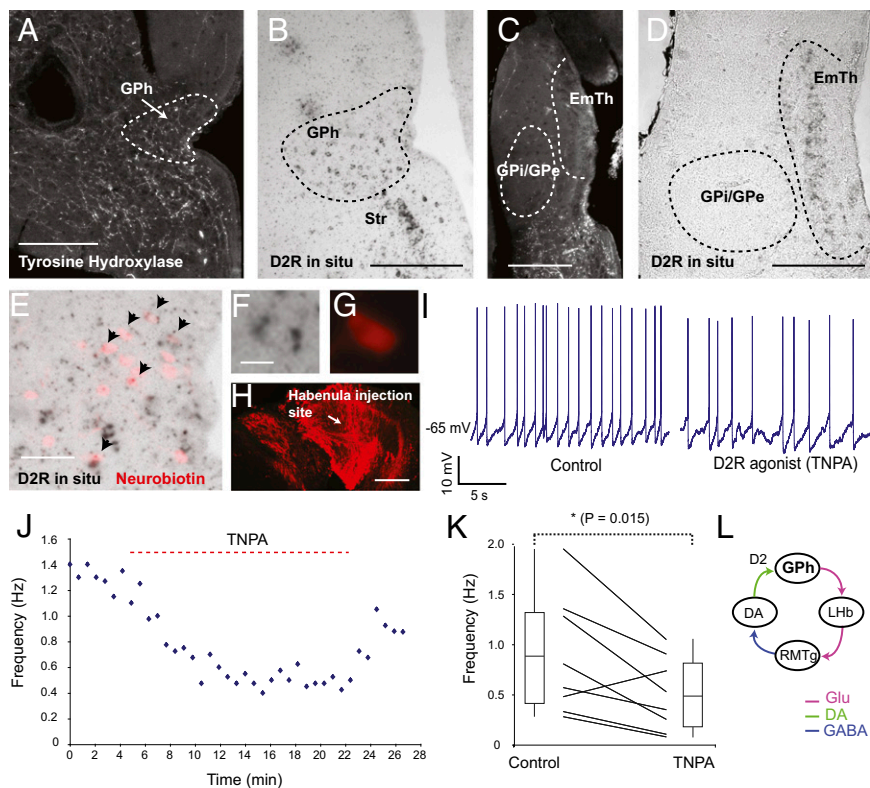 A
GPh
Tyrosine Hydroxylase
B
GPh
Str
D2R in situ
C
EmTh
GPi/GPe
D
EmTh
GPi/GPe
D2R in situ
E
D2R in situ Neurobiotin
F
G
H
Habenula injection
site
I
-65 mV
10 mV
5 s
Control
D2R agonist (TNPA)
J
TNPA
Frequency (Hz)
1.6
1.4
1.2
1.0
0.8
0.6
0.4
0.2
0
0 2 4 6 8 10 12 14 16 18 20 22 24 26 28
Time (min)
K
* (P = 0.015)
Frequency (Hz)
2.0
1.5
1.0
0.5
0
Control
TNPA
L
D2
GPh
DA
LHb
RMTg
Glu
DA
GABA